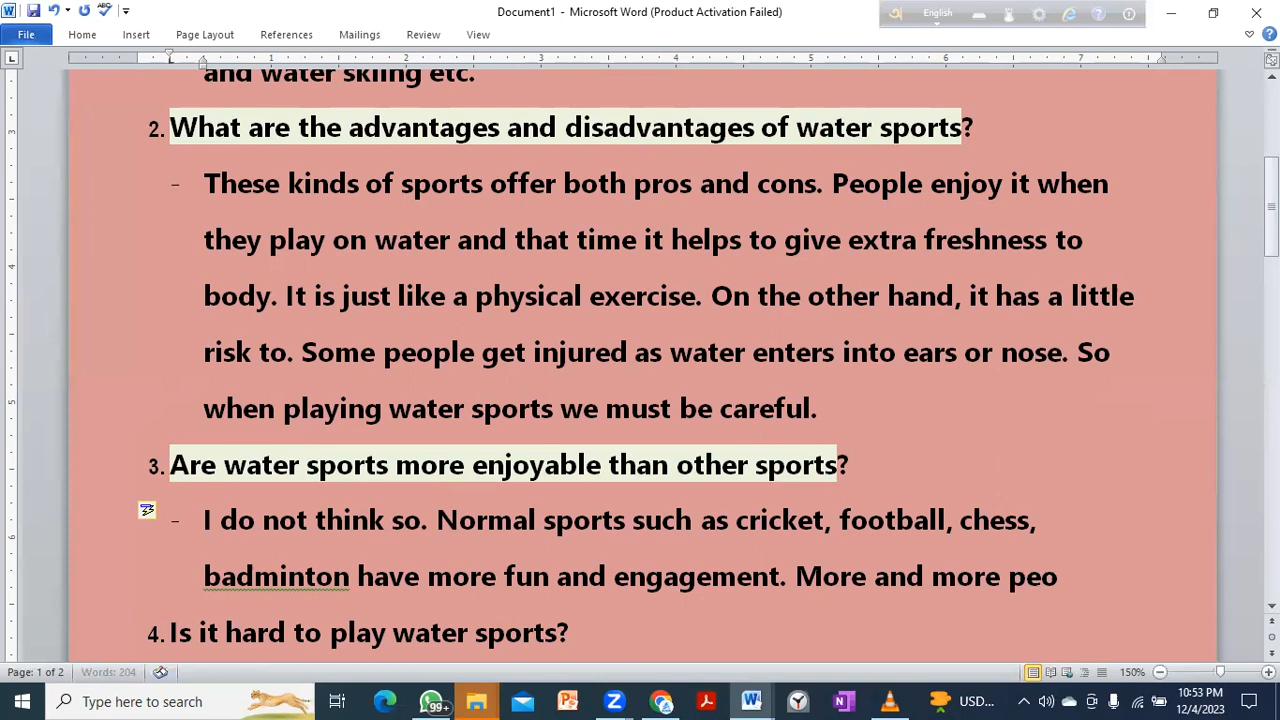 Document1 - Microsoft Word (Product Activation Failed)
English
File Home Insert Page Layout References Mailings Review View
and water skiing etc.
2. What are the advantages and disadvantages of water sports?
- These kinds of sports offer both pros and cons. People enjoy it when
they play on water and that time it helps to give extra freshness to
body. It is just like a physical exercise. On the other hand, it has a little
risk to. Some people get injured as water enters into ears or nose. So
when playing water sports we must be careful.
3. Are water sports more enjoyable than other sports?
- I do not think so. Normal sports such as cricket, football, chess,
badminton have more fun and engagement. More and more peo
4. Is it hard to play water sports?
Page: 1 of 2 Words: 204 150%
Type here to search 99+ USD... 10:53 PM
12/4/2023